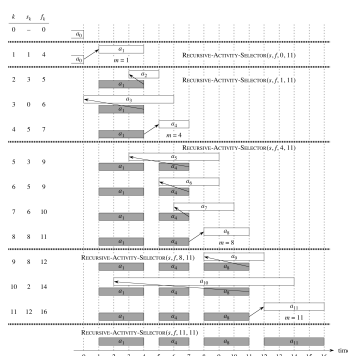 k s_k f_k
0 – 0
a_0
1 1 4
a_0 a_1
m = 1
RECURSIVE-ACTIVITY-SELECTOR(s, f, 0, 11)
2 3 5
a_2
RECURSIVE-ACTIVITY-SELECTOR(s, f, 1, 11)
a_1
3 0 6
a_3
a_1
4 5 7
a_4
a_1 m = 4
RECURSIVE-ACTIVITY-SELECTOR(s, f, 4, 11)
5 3 9
a_5
a_1 a_4
6 5 9
a_6
a_1 a_4
7 6 10
a_7
a_1 a_4
8 8 11
a_8
a_1 a_4 m = 8
9 8 12
RECURSIVE-ACTIVITY-SELECTOR(s, f, 8, 11)
a_9
a_1 a_4 a_8
10 2 14
a_10
a_1 a_4 a_8
11 12 16
a_11
a_1 a_4 a_8 m = 11
RECURSIVE-ACTIVITY-SELECTOR(s, f, 11, 11)
a_1 a_4 a_8 a_11
time
0 1 2 3 4 5 6 7 8 9 10 11 12 13 14 15 16